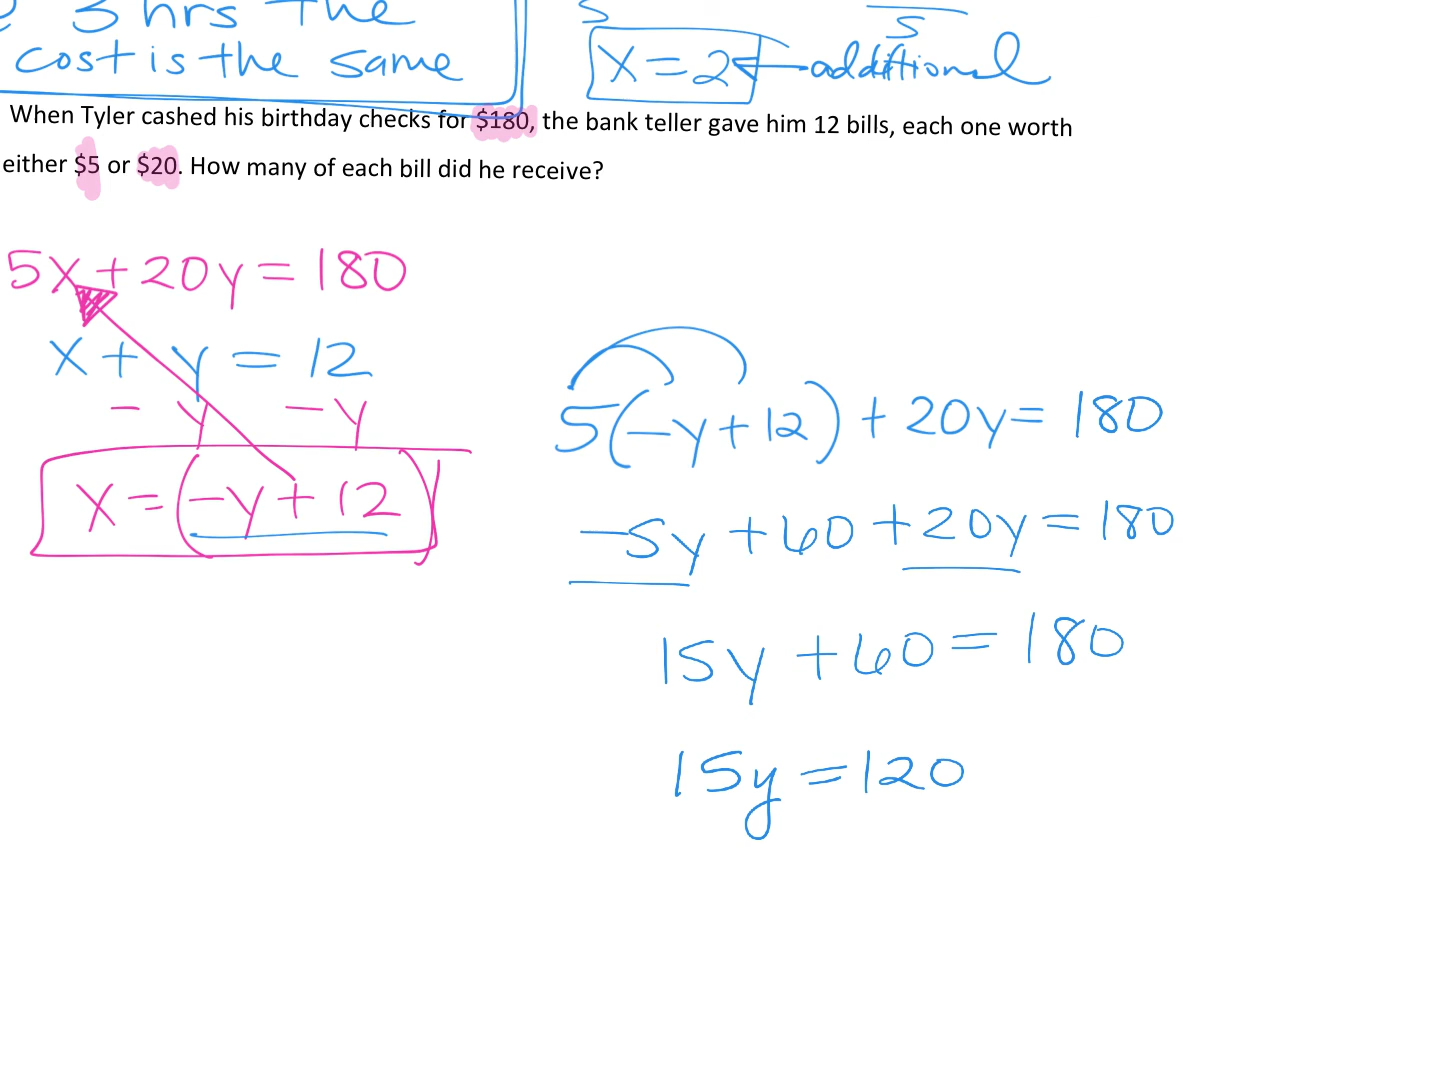 3 hrs the
cost is the same
5
5
x = 2 additional
When Tyler cashed his birthday checks for $180, the bank teller gave him 12 bills, each one worth
either $5 or $20. How many of each bill did he receive?
5x + 20y = 180
x + y = 12
- y - y
x = (-y + 12)
5(-y + 12) + 20y = 180
-5y + 60 + 20y = 180
15y + 60 = 180
15y = 120